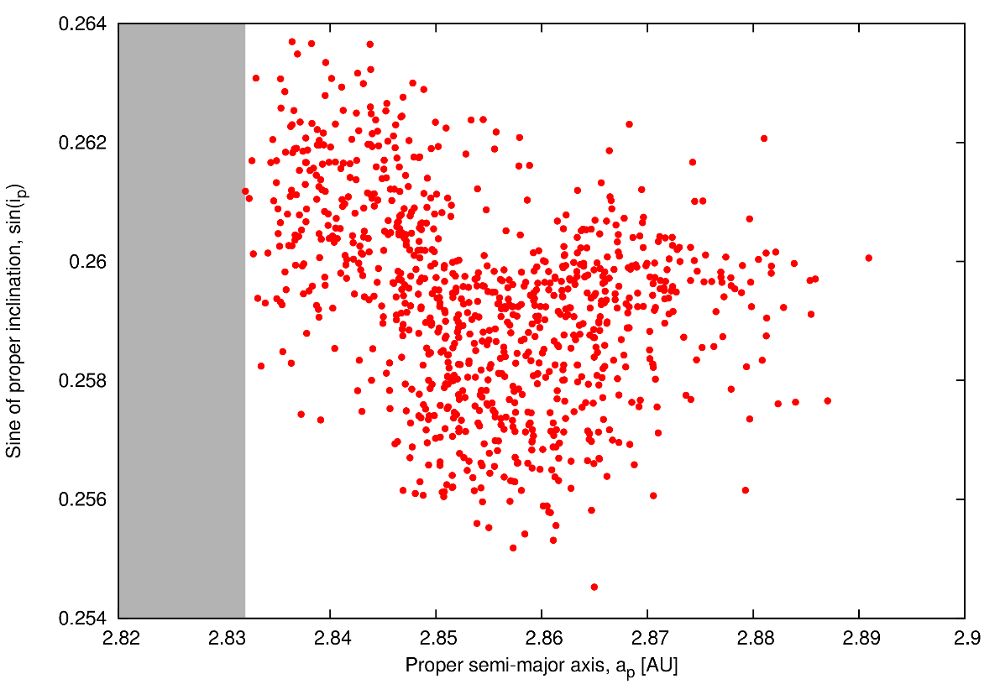 0.264
0.262
0.26
0.258
0.256
0.254
Sine of proper inclination, sin(i_p)
2.82 2.83 2.84 2.85 2.86 2.87 2.88 2.89 2.9
Proper semi-major axis, a_p [AU]